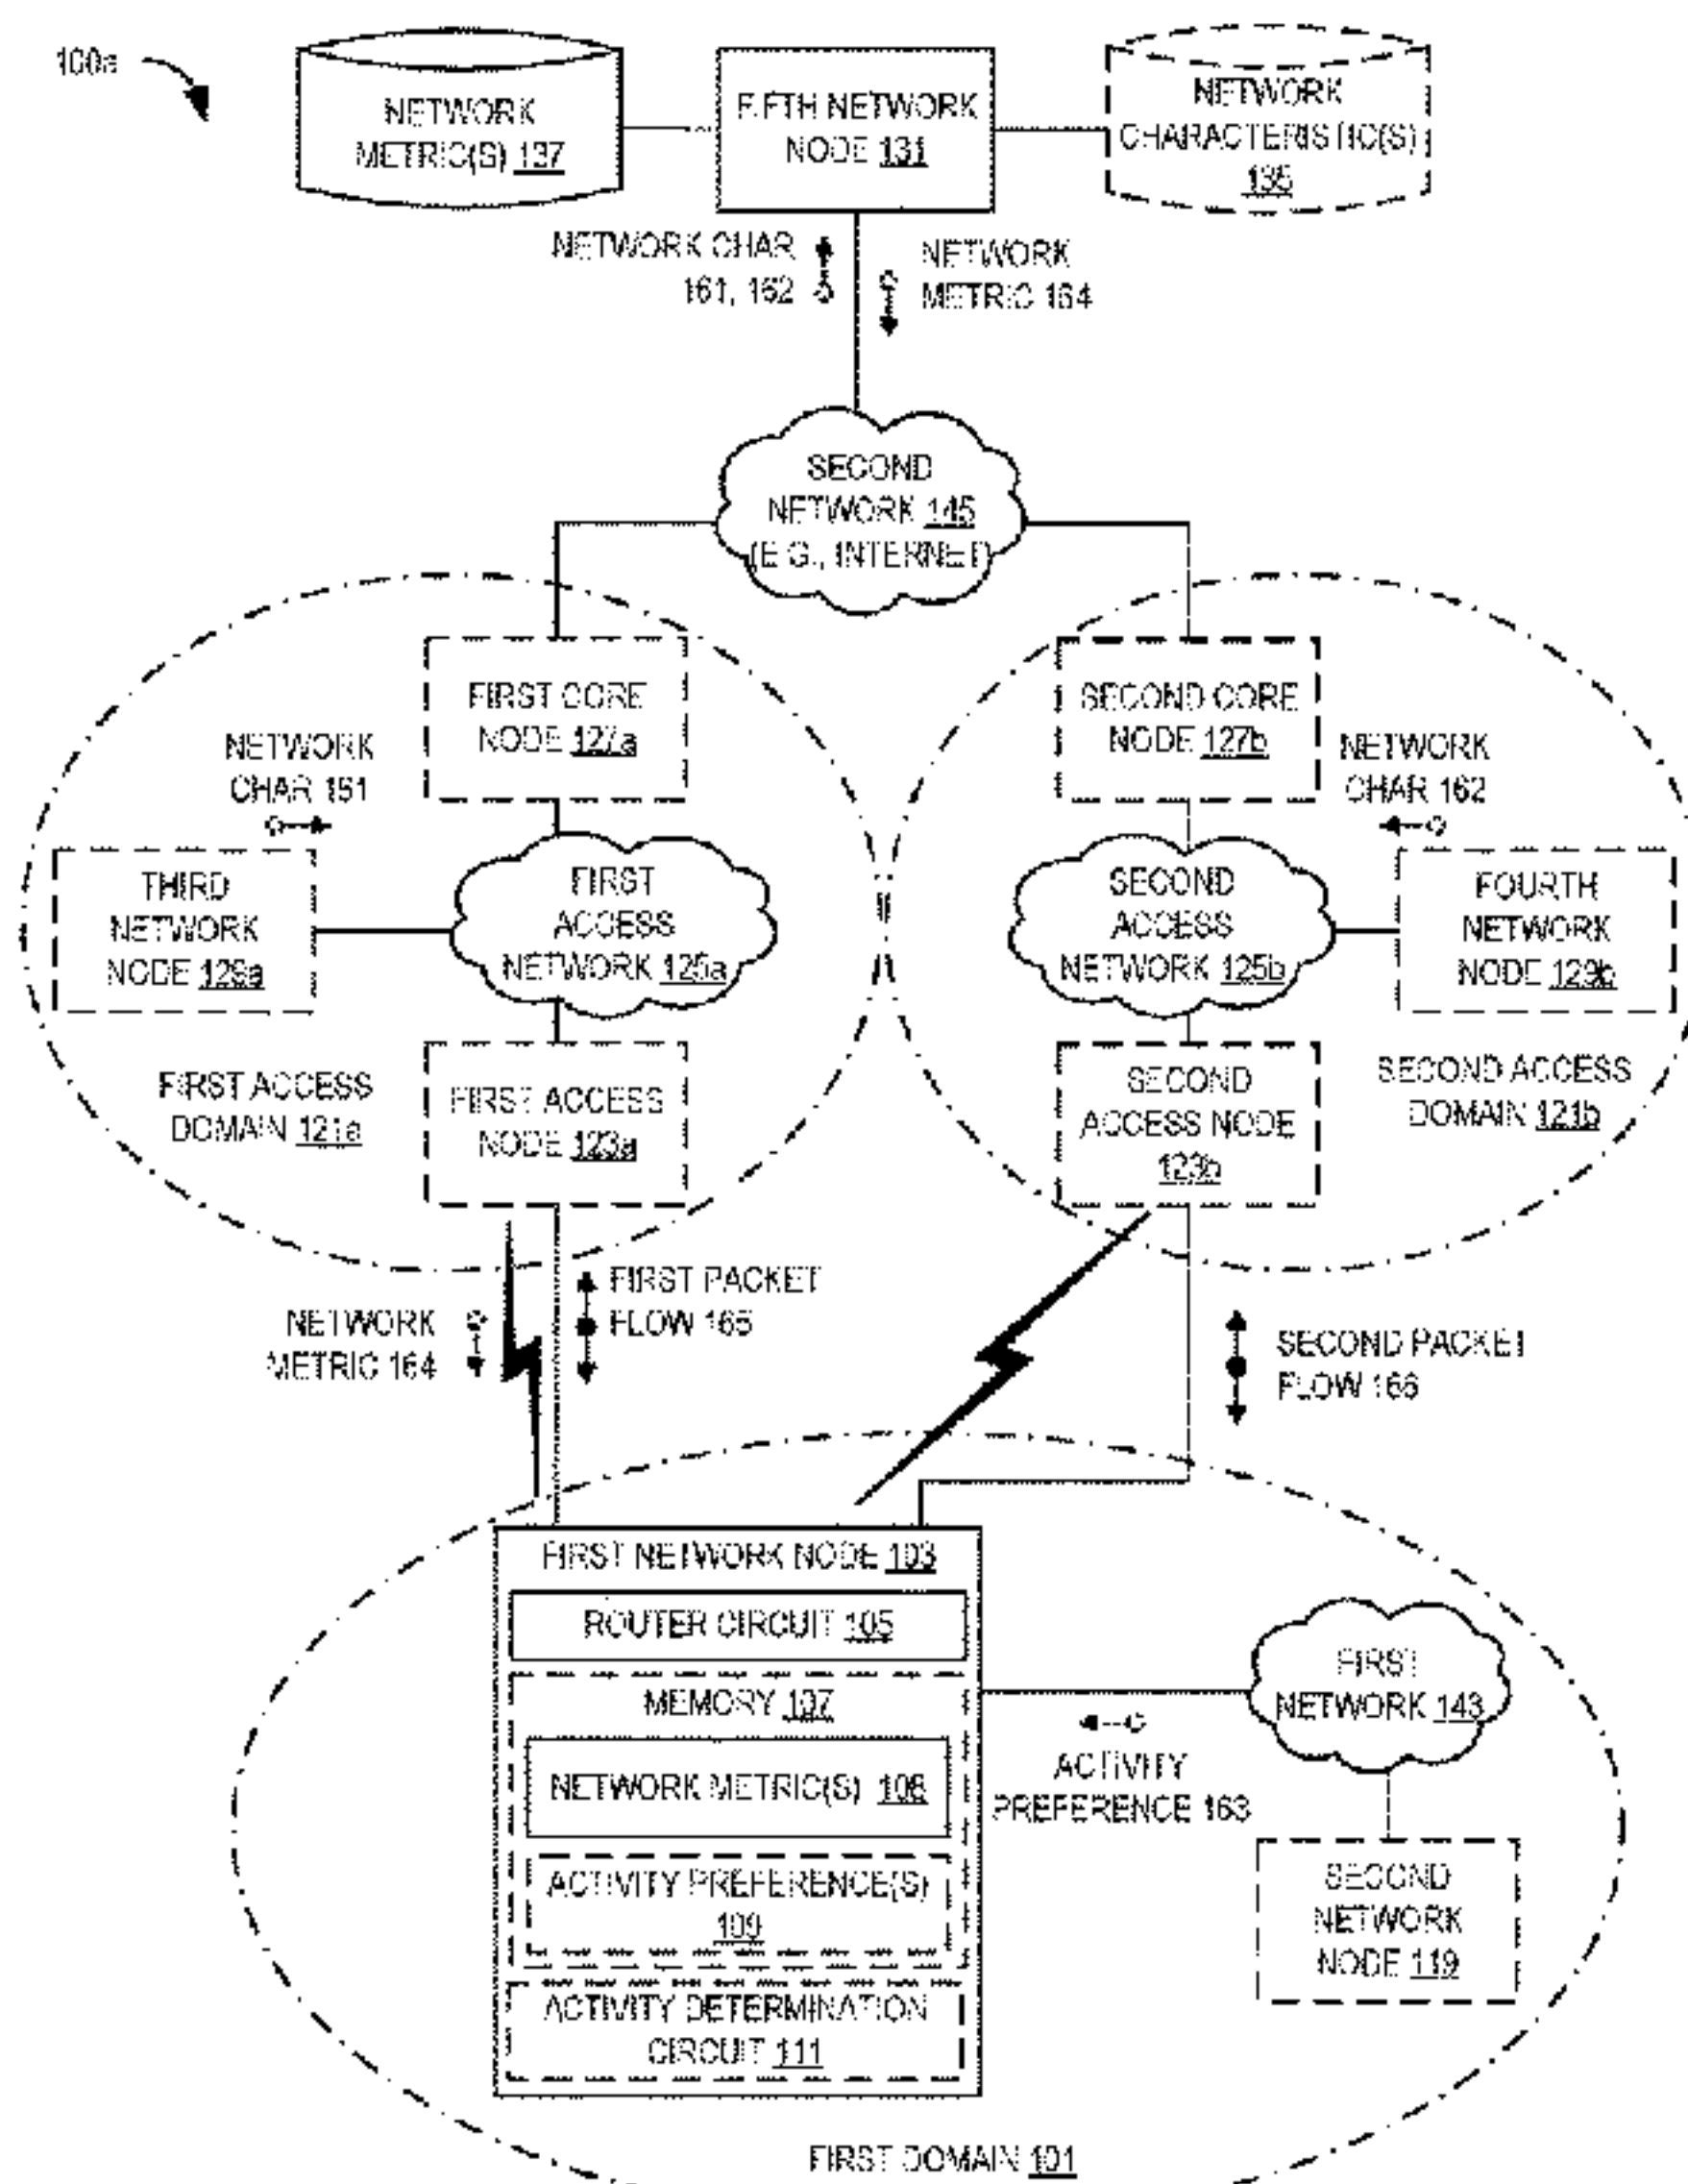 100a
NETWORK
METRIC(S) 137
FIFTH NETWORK
NODE 131
NETWORK
CHARACTERISTIC(S)
135
NETWORK CHAR
161, 162
NETWORK
METRIC 164
SECOND
NETWORK 145
(E.G., INTERNET)
FIRST CORE
NODE 127a
SECOND CORE
NODE 127b
NETWORK
CHAR 161
NETWORK
CHAR 162
THIRD
NETWORK
NODE 129a
FIRST
ACCESS
NETWORK 125a
SECOND
ACCESS
NETWORK 125b
FOURTH
NETWORK
NODE 129b
FIRST ACCESS
DOMAIN 121a
FIRST ACCESS
NODE 123a
SECOND
ACCESS NODE
123b
SECOND ACCESS
DOMAIN 121b
NETWORK
METRIC 164
FIRST PACKET
FLOW 165
SECOND PACKET
FLOW 166
FIRST NETWORK NODE 103
ROUTER CIRCUIT 105
MEMORY 107
NETWORK METRIC(S) 108
ACTIVITY PREFERENCE(S)
109
ACTIVITY DETERMINATION
CIRCUIT 111
FIRST
NETWORK 143
ACTIVITY
PREFERENCE 163
SECOND
NETWORK
NODE 119
FIRST DOMAIN 101